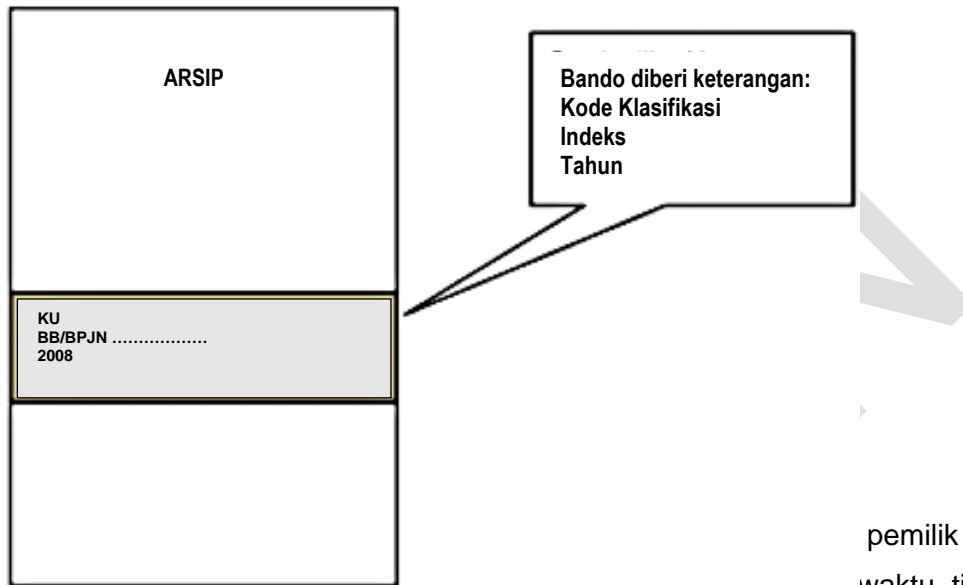 ARSIP
Bando diberi keterangan:
Kode Klasifikasi
Indeks
Tahun
KU
BB/BPJN ………………
2008
pemilik